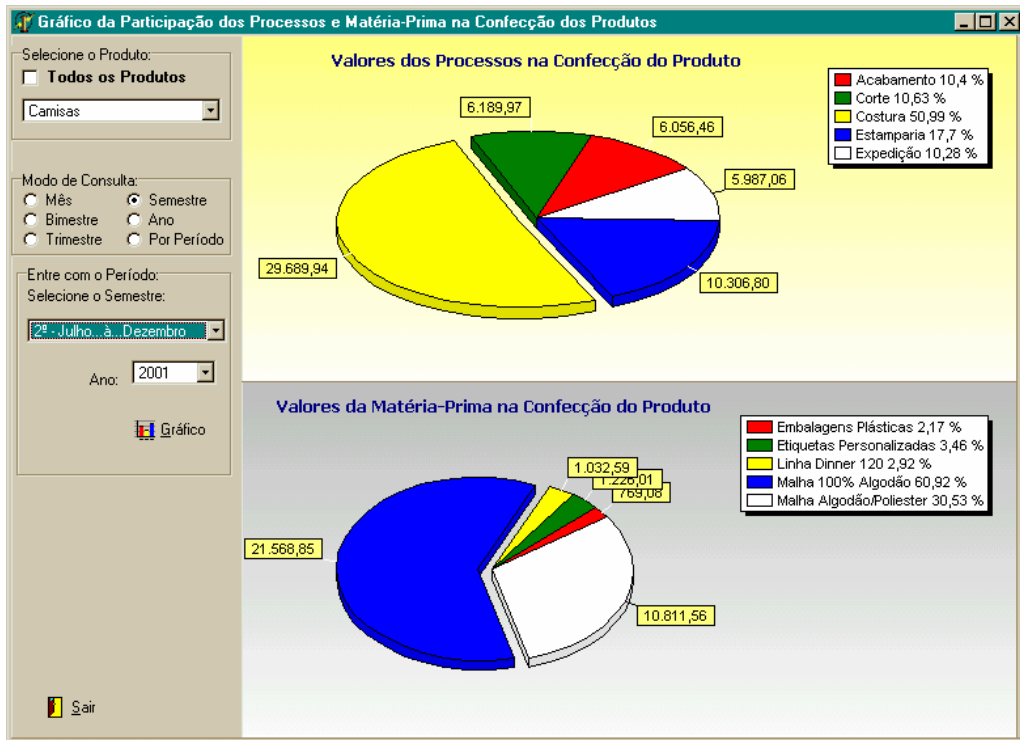 Gráfico da Participação dos Processos e Matéria-Prima na Confecção dos Produtos
Selecione o Produto:
Todos os Produtos
Camisas
Modo de Consulta:
Mês
Semestre
Bimestre
Ano
Trimestre
Por Período
Entre com o Período:
Selecione o Semestre:
2º - Julho...à...Dezembro
Ano:
2001
Gráfico
Sair
Valores dos Processos na Confecção do Produto
6.189,97
6.056,46
5.987,06
29.689,94
10.306,80
Acabamento 10,4 %
Corte 10,63 %
Costura 50,99 %
Estamparia 17,7 %
Expedição 10,28 %
Valores da Matéria-Prima na Confecção do Produto
1.032,59
1.226,01
769,08
21.568,85
10.811,56
Embalagens Plásticas 2,17 %
Etiquetas Personalizadas 3,46 %
Linha Dinner 120 2,92 %
Malha 100% Algodão 60,92 %
Malha Algodão/Poliester 30,53 %